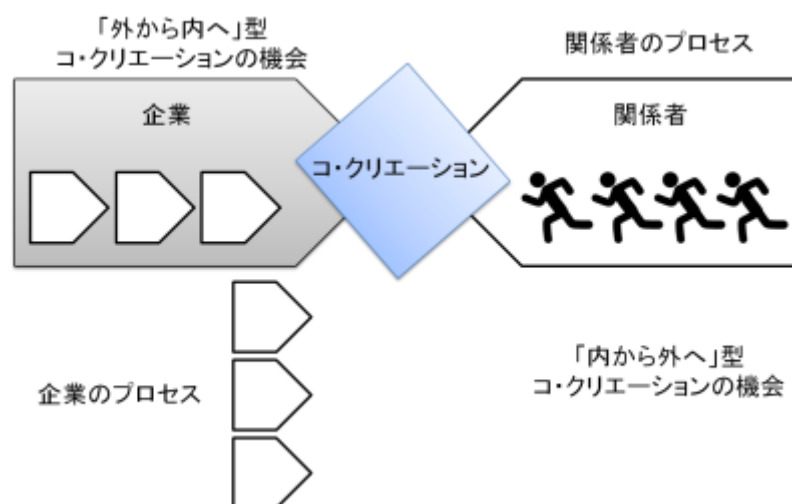 「外から内へ」型
コ・クリエーションの機会
関係者のプロセス
企業
関係者
コ・クリエーション
企業のプロセス
「内から外へ」型
コ・クリエーションの機会